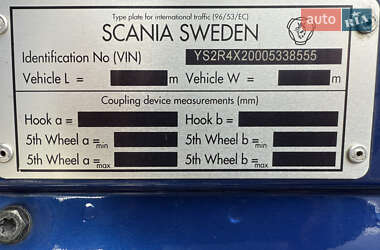 AUTO.RIA
Type plate for international traffic (96/53/EC)
SCANIA SWEDEN
Identification No (VIN) YS2R4X20005338555
Vehicle L = m Vehicle W = m
Coupling device measurements (mm)
Hook a = Hook b =
5th Wheel a = min 5th Wheel b = min
5th Wheel a = max 5th Wheel b = max